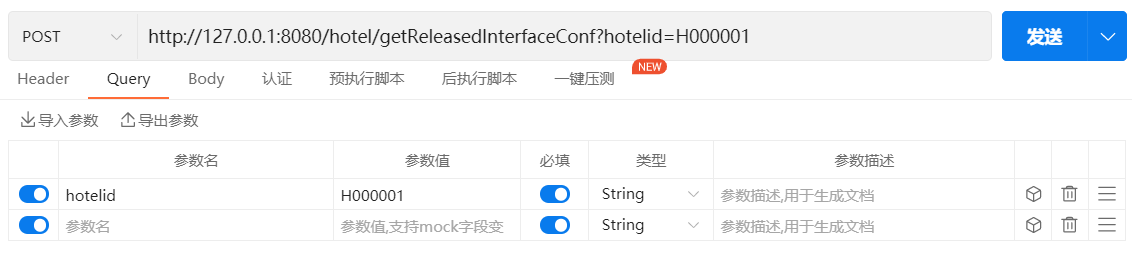 POST http://127.0.0.1:8080/hotel/getReleasedInterfaceConf?hotelid=H000001 发送
Header Query Body 认证 预执行脚本 后执行脚本 一键压测 NEW
导入参数 导出参数
参数名 参数值 必填 类型 参数描述
hotelid H000001 String 参数描述,用于生成文档
参数名 参数值,支持mock字段变 String 参数描述,用于生成文档